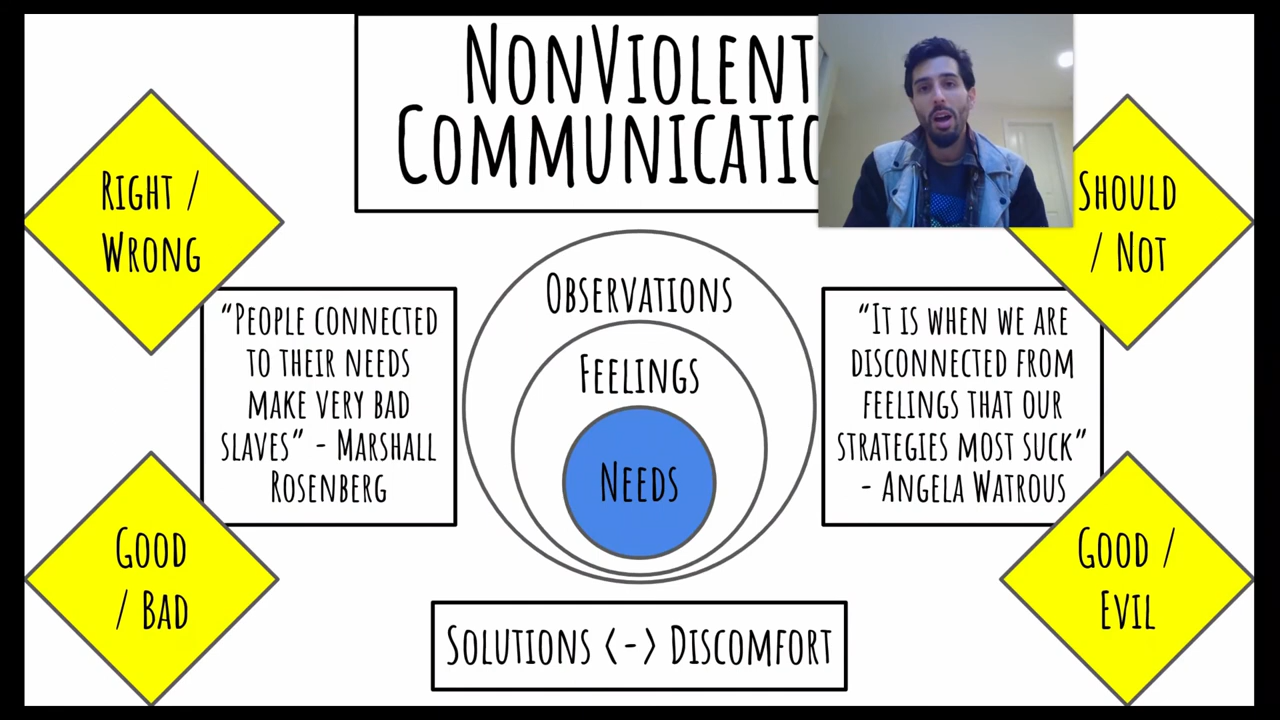 NonViolent
Communicatio
Right /
Wrong
Should
/ Not
Observations
Feelings
Needs
“People connected
to their needs
make very bad
slaves” - Marshall
Rosenberg
“It is when we are
disconnected from
feelings that our
strategies most suck”
- Angela Watrous
Good
/ Bad
Good /
Evil
Solutions <-> Discomfort